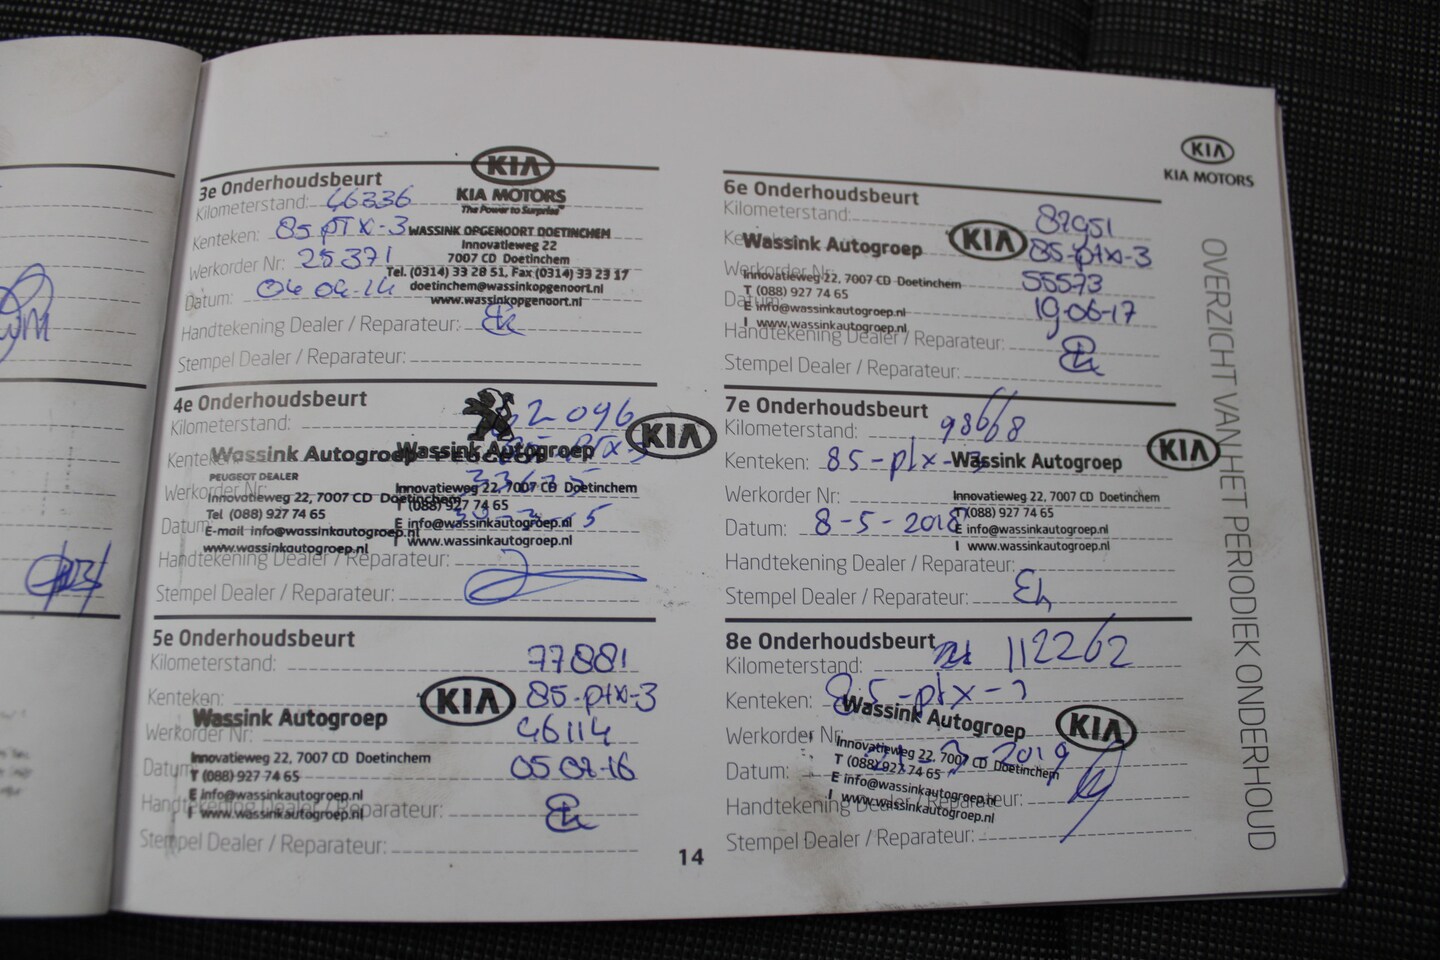 3e Onderhoudsbeurt
KIA
KIA MOTORS
The Power to Surprise™
Kilometerstand: 46336
Kenteken: 85 ptx-3
WASSINK OPGENOORT DOETINCHEM
Innovatieweg 22
7007 CD Doetinchem
Werkorder Nr: 25371
Tel. (0314) 33 28 51, Fax (0314) 33 23 17
doetinchem@wassinkopgenoort.nl
www.wassinkopgenoort.nl
Datum:
Handtekening Dealer / Reparateur:
Stempel Dealer / Reparateur:
4e Onderhoudsbeurt
Kilometerstand:
Kenteken:
KIA
Wassink Autogroep
PEUGEOT
Wassink Autogroep
PEUGEOT DEALER
Werkorder Nr:
Innovatieweg 22, 7007 CD Doetinchem
Tel (088) 927 74 65
E-mail info@wassinkautogroep.nl
www.wassinkautogroep.nl
Innovatieweg 22, 7007 CD Doetinchem
T (088) 927 74 65
E info@wassinkautogroep.nl
I www.wassinkautogroep.nl
Datum:
Handtekening Dealer / Reparateur:
Stempel Dealer / Reparateur:
5e Onderhoudsbeurt
Kilometerstand: 77881
Kenteken: 85-ptx-3
KIA
Wassink Autogroep
Werkorder Nr: 46114
Innovatieweg 22, 7007 CD Doetinchem
T (088) 927 74 65
E info@wassinkautogroep.nl
I www.wassinkautogroep.nl
Datum:
Handtekening Dealer / Reparateur:
Stempel Dealer / Reparateur:
14
6e Onderhoudsbeurt
Kilometerstand: 87951
Kenteken: 85-ptx-3
Wassink Autogroep
KIA
Werkorder Nr: 55573
Innovatieweg 22, 7007 CD Doetinchem
T (088) 927 74 65
E info@wassinkautogroep.nl
I www.wassinkautogroep.nl
Datum: 19-06-17
Handtekening Dealer / Reparateur:
Stempel Dealer / Reparateur:
7e Onderhoudsbeurt
Kilometerstand: 98668
Kenteken: 85-ptx-3
Wassink Autogroep
KIA
Werkorder Nr:
Innovatieweg 22, 7007 CD Doetinchem
T (088) 927 74 65
E info@wassinkautogroep.nl
I www.wassinkautogroep.nl
Datum: 8-5-2018
Handtekening Dealer / Reparateur:
Stempel Dealer / Reparateur:
8e Onderhoudsbeurt
Kilometerstand: 112262
Kenteken: 85-ptx-3
Wassink Autogroep
KIA
Werkorder Nr:
Innovatieweg 22, 7007 CD Doetinchem
T (088) 927 74 65
E info@wassinkautogroep.nl
I www.wassinkautogroep.nl
Datum:
Handtekening Dealer / Reparateur:
Stempel Dealer / Reparateur:
KIA
KIA MOTORS
OVERZICHT VAN HET PERIODIEK ONDERHOUD